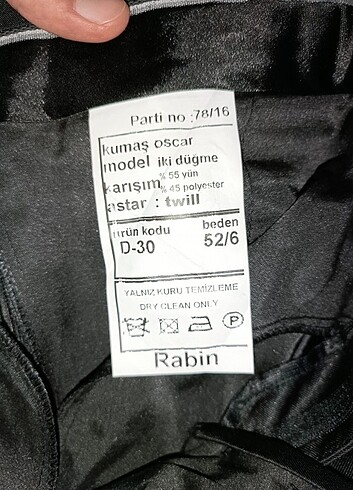 Parti no :78/16
kumaş oscar
model iki düğme
karışım % 55 yün
% 45 polyester
astar : twill
ürün kodu beden
D-30 52/6
YALNIZ KURU TEMİZLEME
DRY CLEAN ONLY
P
Rabin